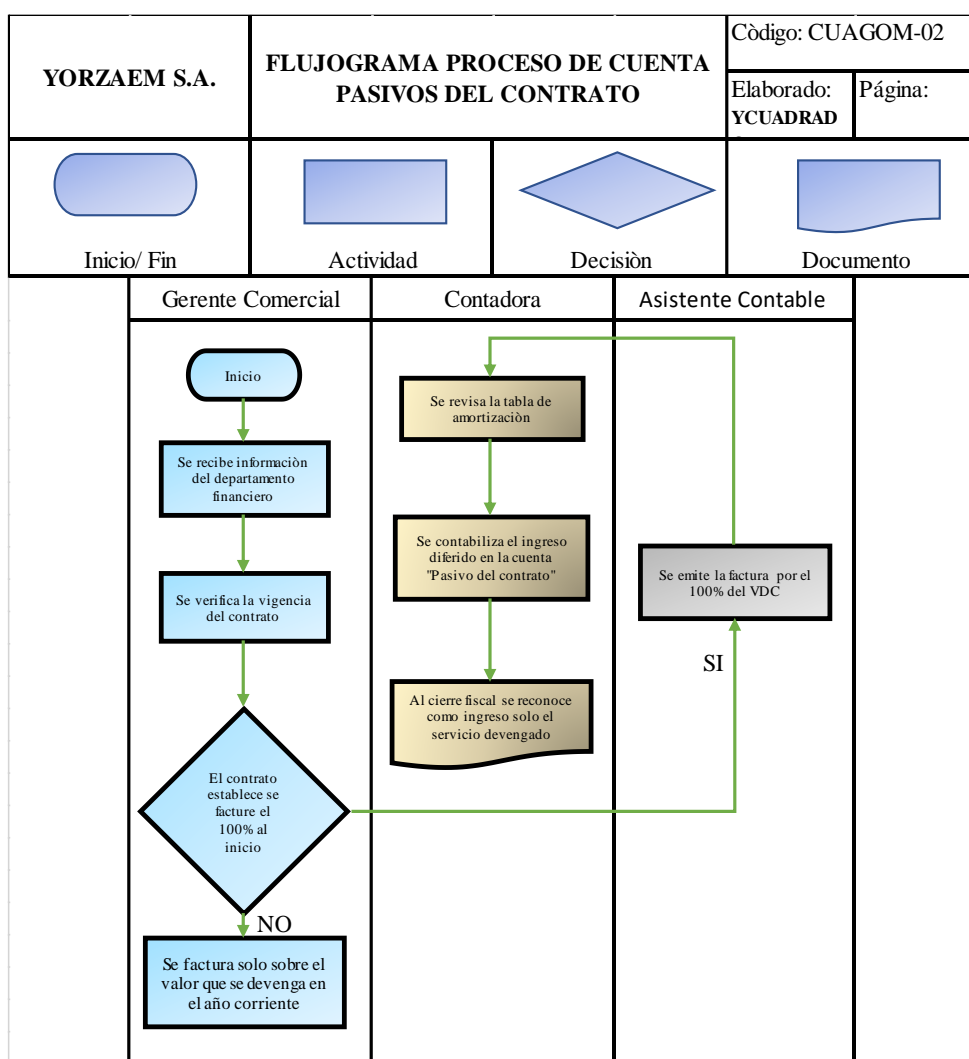 YORZAEM S.A.
FLUJOGRAMA PROCESO DE CUENTA
PASIVOS DEL CONTRATO
Còdigo: CUAGOM-02
Elaborado:
YCUADRAD
Página:
Inicio/ Fin
Actividad
Decisiòn
Documento
Gerente Comercial
Contadora
Asistente Contable
Inicio
Se recibe informaciòn
del departamento
financiero
Se verifica la vigencia
del contrato
El contrato
establece se
facture el
100% al
inicio
NO
Se factura solo sobre el
valor que se devenga en
el año corriente
SI
Se emite la factura por el
100% del VDC
Se revisa la tabla de
amortizaciòn
Se contabiliza el ingreso
diferido en la cuenta
"Pasivo del contrato"
Al cierre fiscal se reconoce
como ingreso solo el
servicio devengado